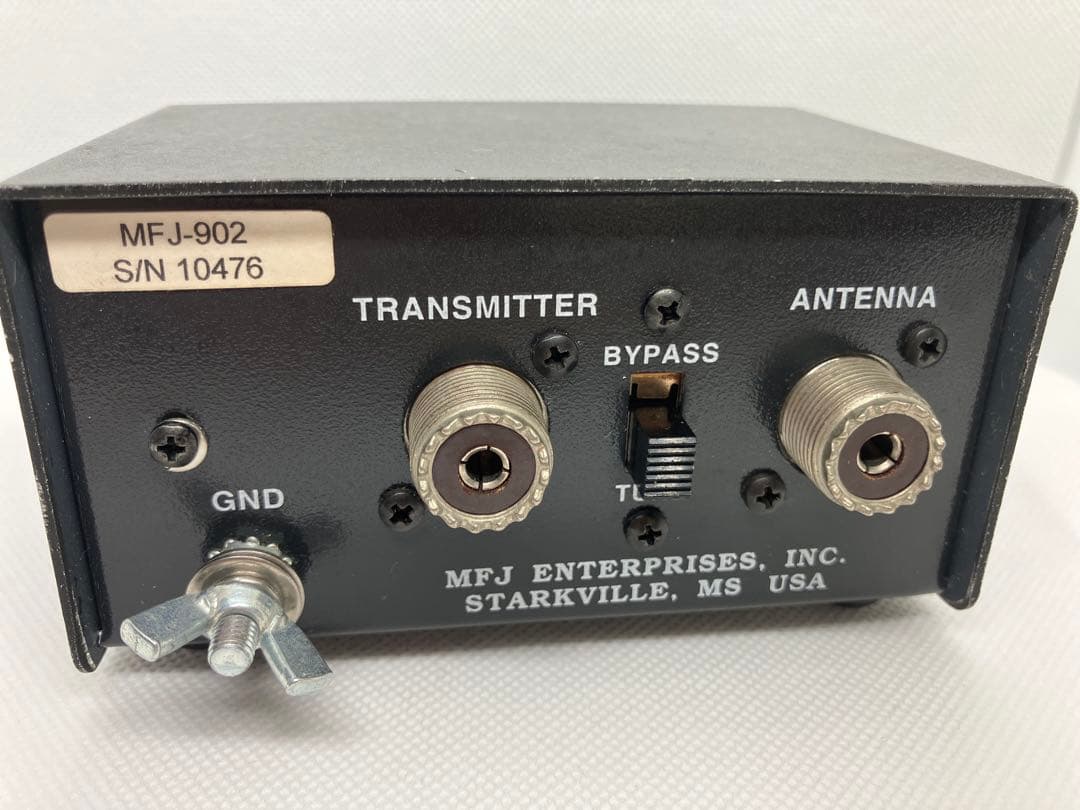 MFJ-902
S/N 10476
TRANSMITTER
ANTENNA
BYPASS
GND
MFJ ENTERPRISES, INC.
STARKVILLE, MS USA